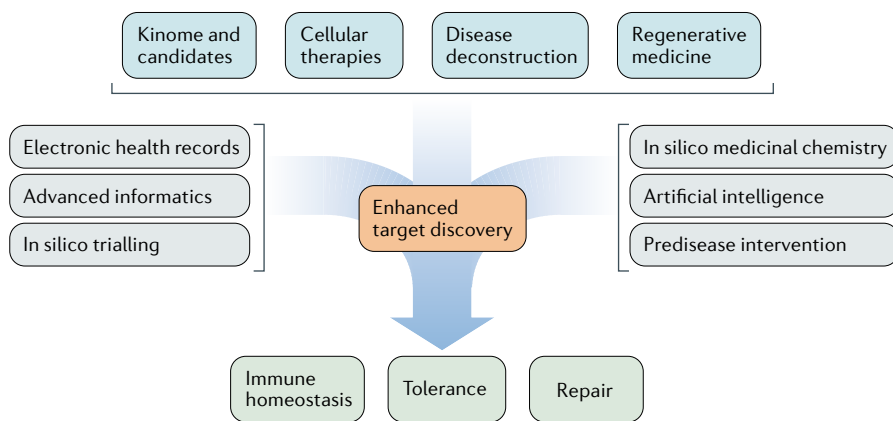 Kinome and
candidates
Cellular
therapies
Disease
deconstruction
Regenerative
medicine
Electronic health records
Advanced informatics
In silico trialling
Enhanced
target discovery
In silico medicinal chemistry
Artificial intelligence
Predisease intervention
Immune
homeostasis
Tolerance
Repair